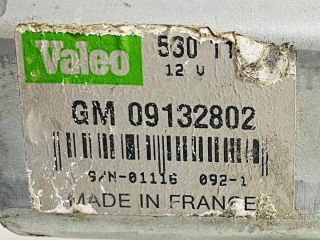 Valeo 530 11
12 V
GM 09132802
S/N-01116 092-1
MADE IN FRANCE